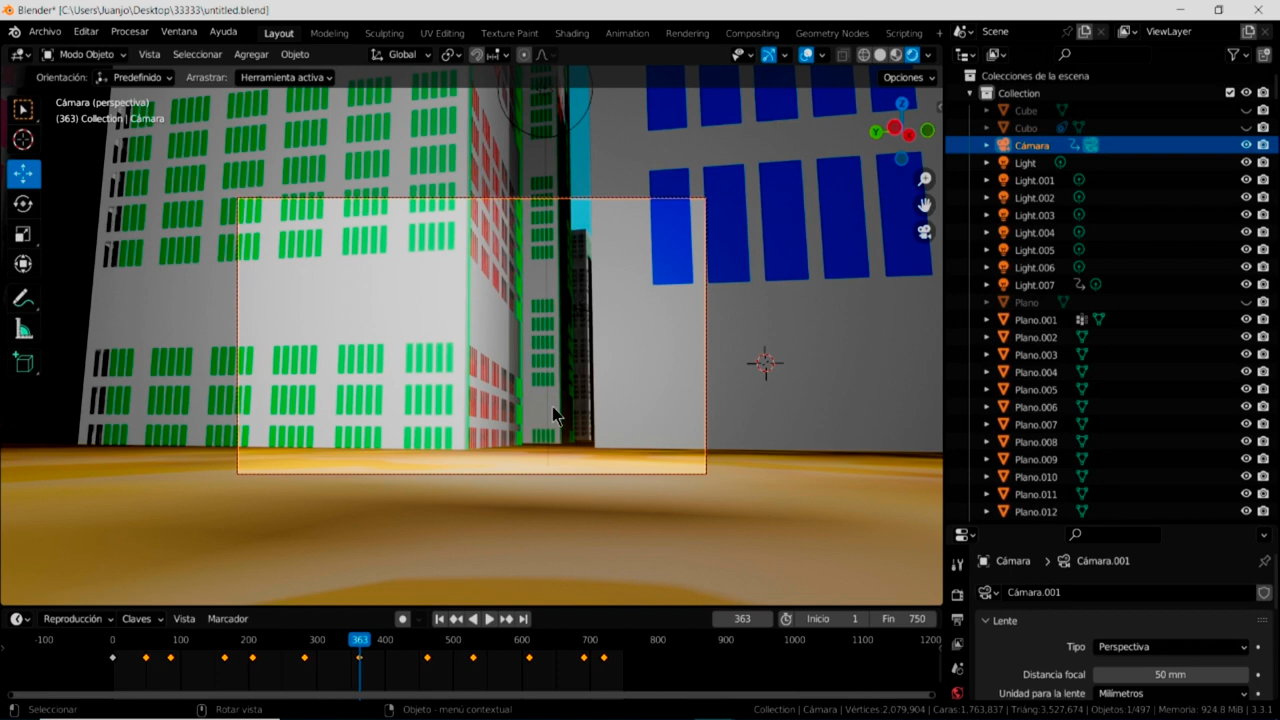 Blender* [C:\Users\Juanjo\Desktop\33333\untitled.blend]
Archivo Editar Procesar Ventana Ayuda Layout Modeling Sculpting UV Editing Texture Paint Shading Animation Rendering Compositing Geometry Nodes Scripting Scene ViewLayer
Modo Objeto Vista Seleccionar Agregar Objeto Global
Orientación: Predefinido Arrastrar: Herramienta activa Opciones
Cámara (perspectiva)
(363) Collection | Cámara
Z
Y
Colecciones de la escena
Collection
Cube
Cubo
Cámara
Light
Light.001
Light.002
Light.003
Light.004
Light.005
Light.006
Light.007
Plano
Plano.001
Plano.002
Plano.003
Plano.004
Plano.005
Plano.006
Plano.007
Plano.008
Plano.009
Plano.010
Plano.011
Plano.012
Cámara > Cámara.001
Cámara.001
Lente
Tipo Perspectiva
Distancia focal 50 mm
Unidad para la lente Milímetros
Reproducción Claves Vista Marcador 363 Inicio 1 Fin 750
-100 0 100 200 300 363 400 500 600 700 800 900 1000 1100 1200
Seleccionar Rotar vista Objeto - menú contextual Collection | Cámara | Vértices:2,079,904 | Caras:1,763,837 | Triáng:3,527,674 | Objetos:1/497 | Memoria: 924.8 MiB | 3.3.1